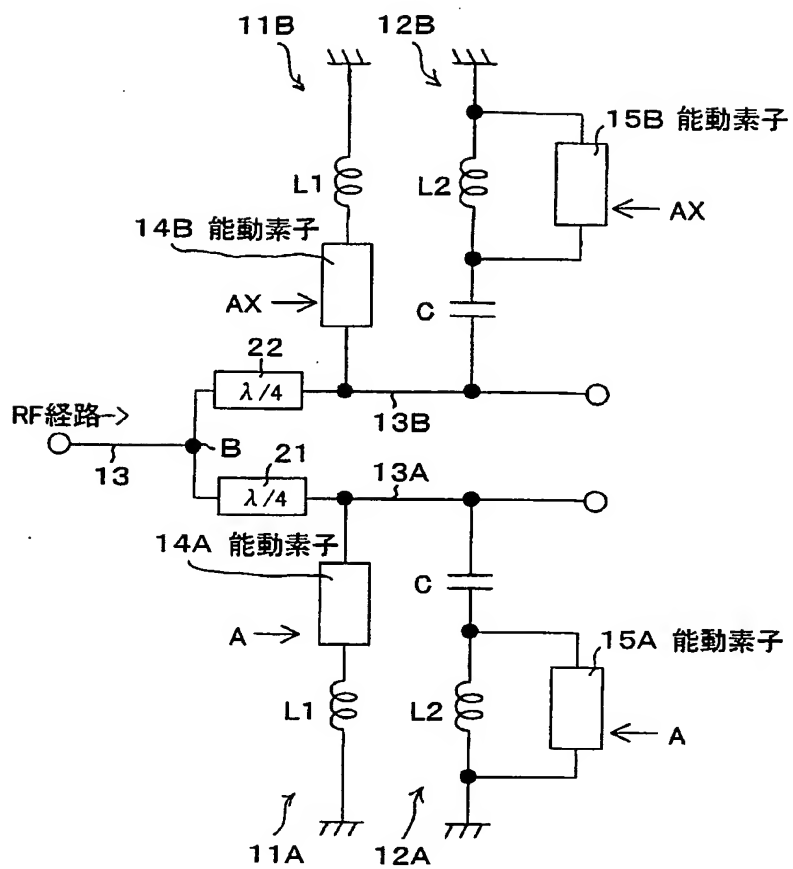 11B
12B
15B 能動素子
L1
L2
14B 能動素子
AX
AX
C
22
λ/4
13B
RF経路->
B
13
21
λ/4
13A
14A 能動素子
C
A
15A 能動素子
L1
L2
A
11A
12A